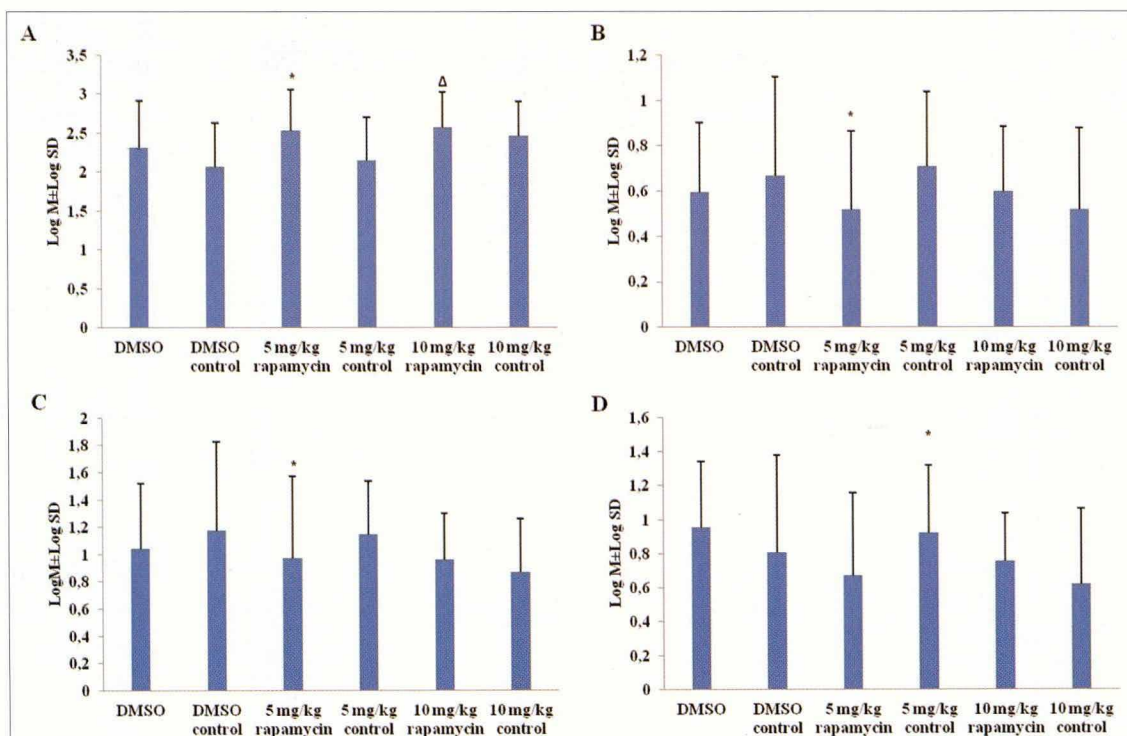 A
Log M±Log SD
3,5
3
2,5
2
1,5
1
0,5
0
*
Δ
DMSO
DMSO control
5 mg/kg rapamycin
5 mg/kg control
10 mg/kg rapamycin
10 mg/kg control
B
Log M±Log SD
1,2
1
0,8
0,6
0,4
0,2
0
*
DMSO
DMSO control
5 mg/kg rapamycin
5 mg/kg control
10 mg/kg rapamycin
10 mg/kg control
C
LogM±Log SD
2
1,8
1,6
1,4
1,2
1
0,8
0,6
0,4
0,2
0
*
DMSO
DMSO control
5 mg/kg rapamycin
5 mg/kg control
10 mg/kg rapamycin
10 mg/kg control
D
Log M±Log SD
1,6
1,4
1,2
1
0,8
0,6
0,4
0,2
0
*
DMSO
DMSO control
5 mg/kg rapamycin
5 mg/kg control
10 mg/kg rapamycin
10 mg/kg control